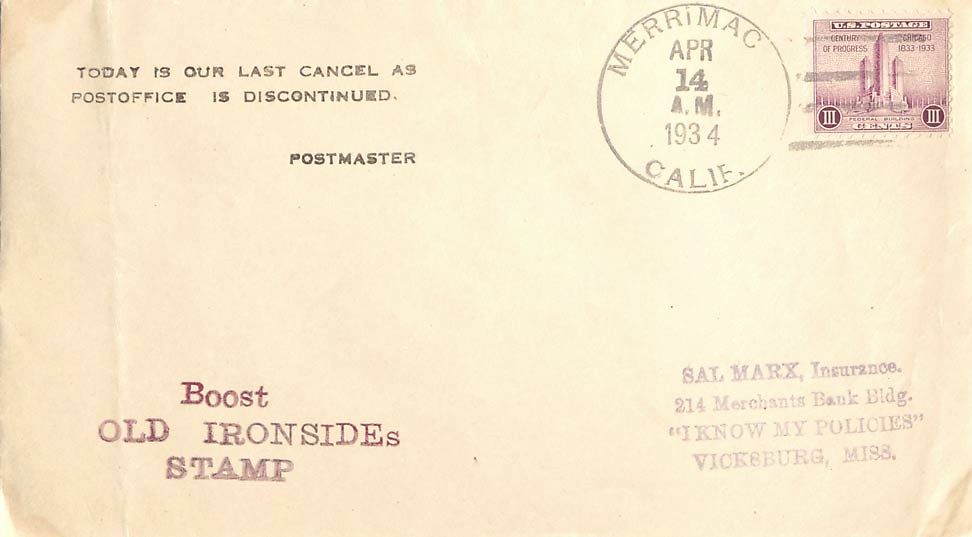 TODAY IS OUR LAST CANCEL AS
POSTOFFICE IS DISCONTINUED.
POSTMASTER
MERRIMAC
APR
14
A.M.
1934
CALIF.
U.S. POSTAGE
CENTURY CHICAGO
OF PROGRESS 1833-1933
III III
FEDERAL BUILDING
CENTS
Boost
OLD IRONSIDEs
STAMP
SAL MARX, Insurance.
214 Merchants Bank Bldg.
"I KNOW MY POLICIES"
VICKSBURG, MISS.